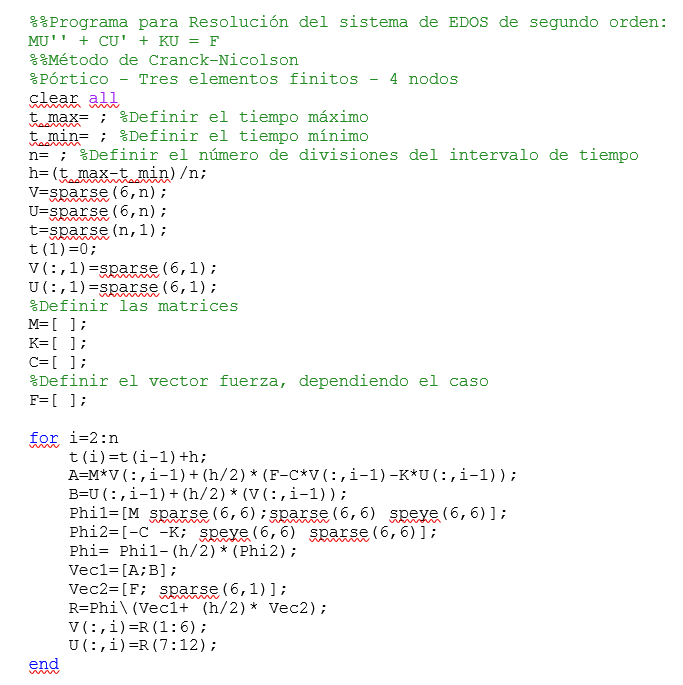 %%Programa para Resolución del sistema de EDOS de segundo orden:
MU'' + CU' + KU = F
%%Método de Cranck-Nicolson
%Pórtico - Tres elementos finitos - 4 nodos
clear all
t_max= ; %Definir el tiempo máximo
t_min= ; %Definir el tiempo mínimo
n= ; %Definir el número de divisiones del intervalo de tiempo
h=(t_max-t_min)/n;
V=sparse(6,n);
U=sparse(6,n);
t=sparse(n,1);
t(1)=0;
V(:,1)=sparse(6,1);
U(:,1)=sparse(6,1);
%Definir las matrices
M=[ ];
K=[ ];
C=[ ];
%Definir el vector fuerza, dependiendo el caso
F=[ ];
for i=2:n
t(i)=t(i-1)+h;
A=M*V(:,i-1)+(h/2)*(F-C*V(:,i-1)-K*U(:,i-1));
B=U(:,i-1)+(h/2)*(V(:,i-1));
Phi1=[M sparse(6,6);sparse(6,6) speye(6,6)];
Phi2=[-C -K; speye(6,6) sparse(6,6)];
Phi= Phi1-(h/2)*(Phi2);
Vec1=[A;B];
Vec2=[F; sparse(6,1)];
R=Phi\(Vec1+ (h/2)* Vec2);
V(:,i)=R(1:6);
U(:,i)=R(7:12);
end